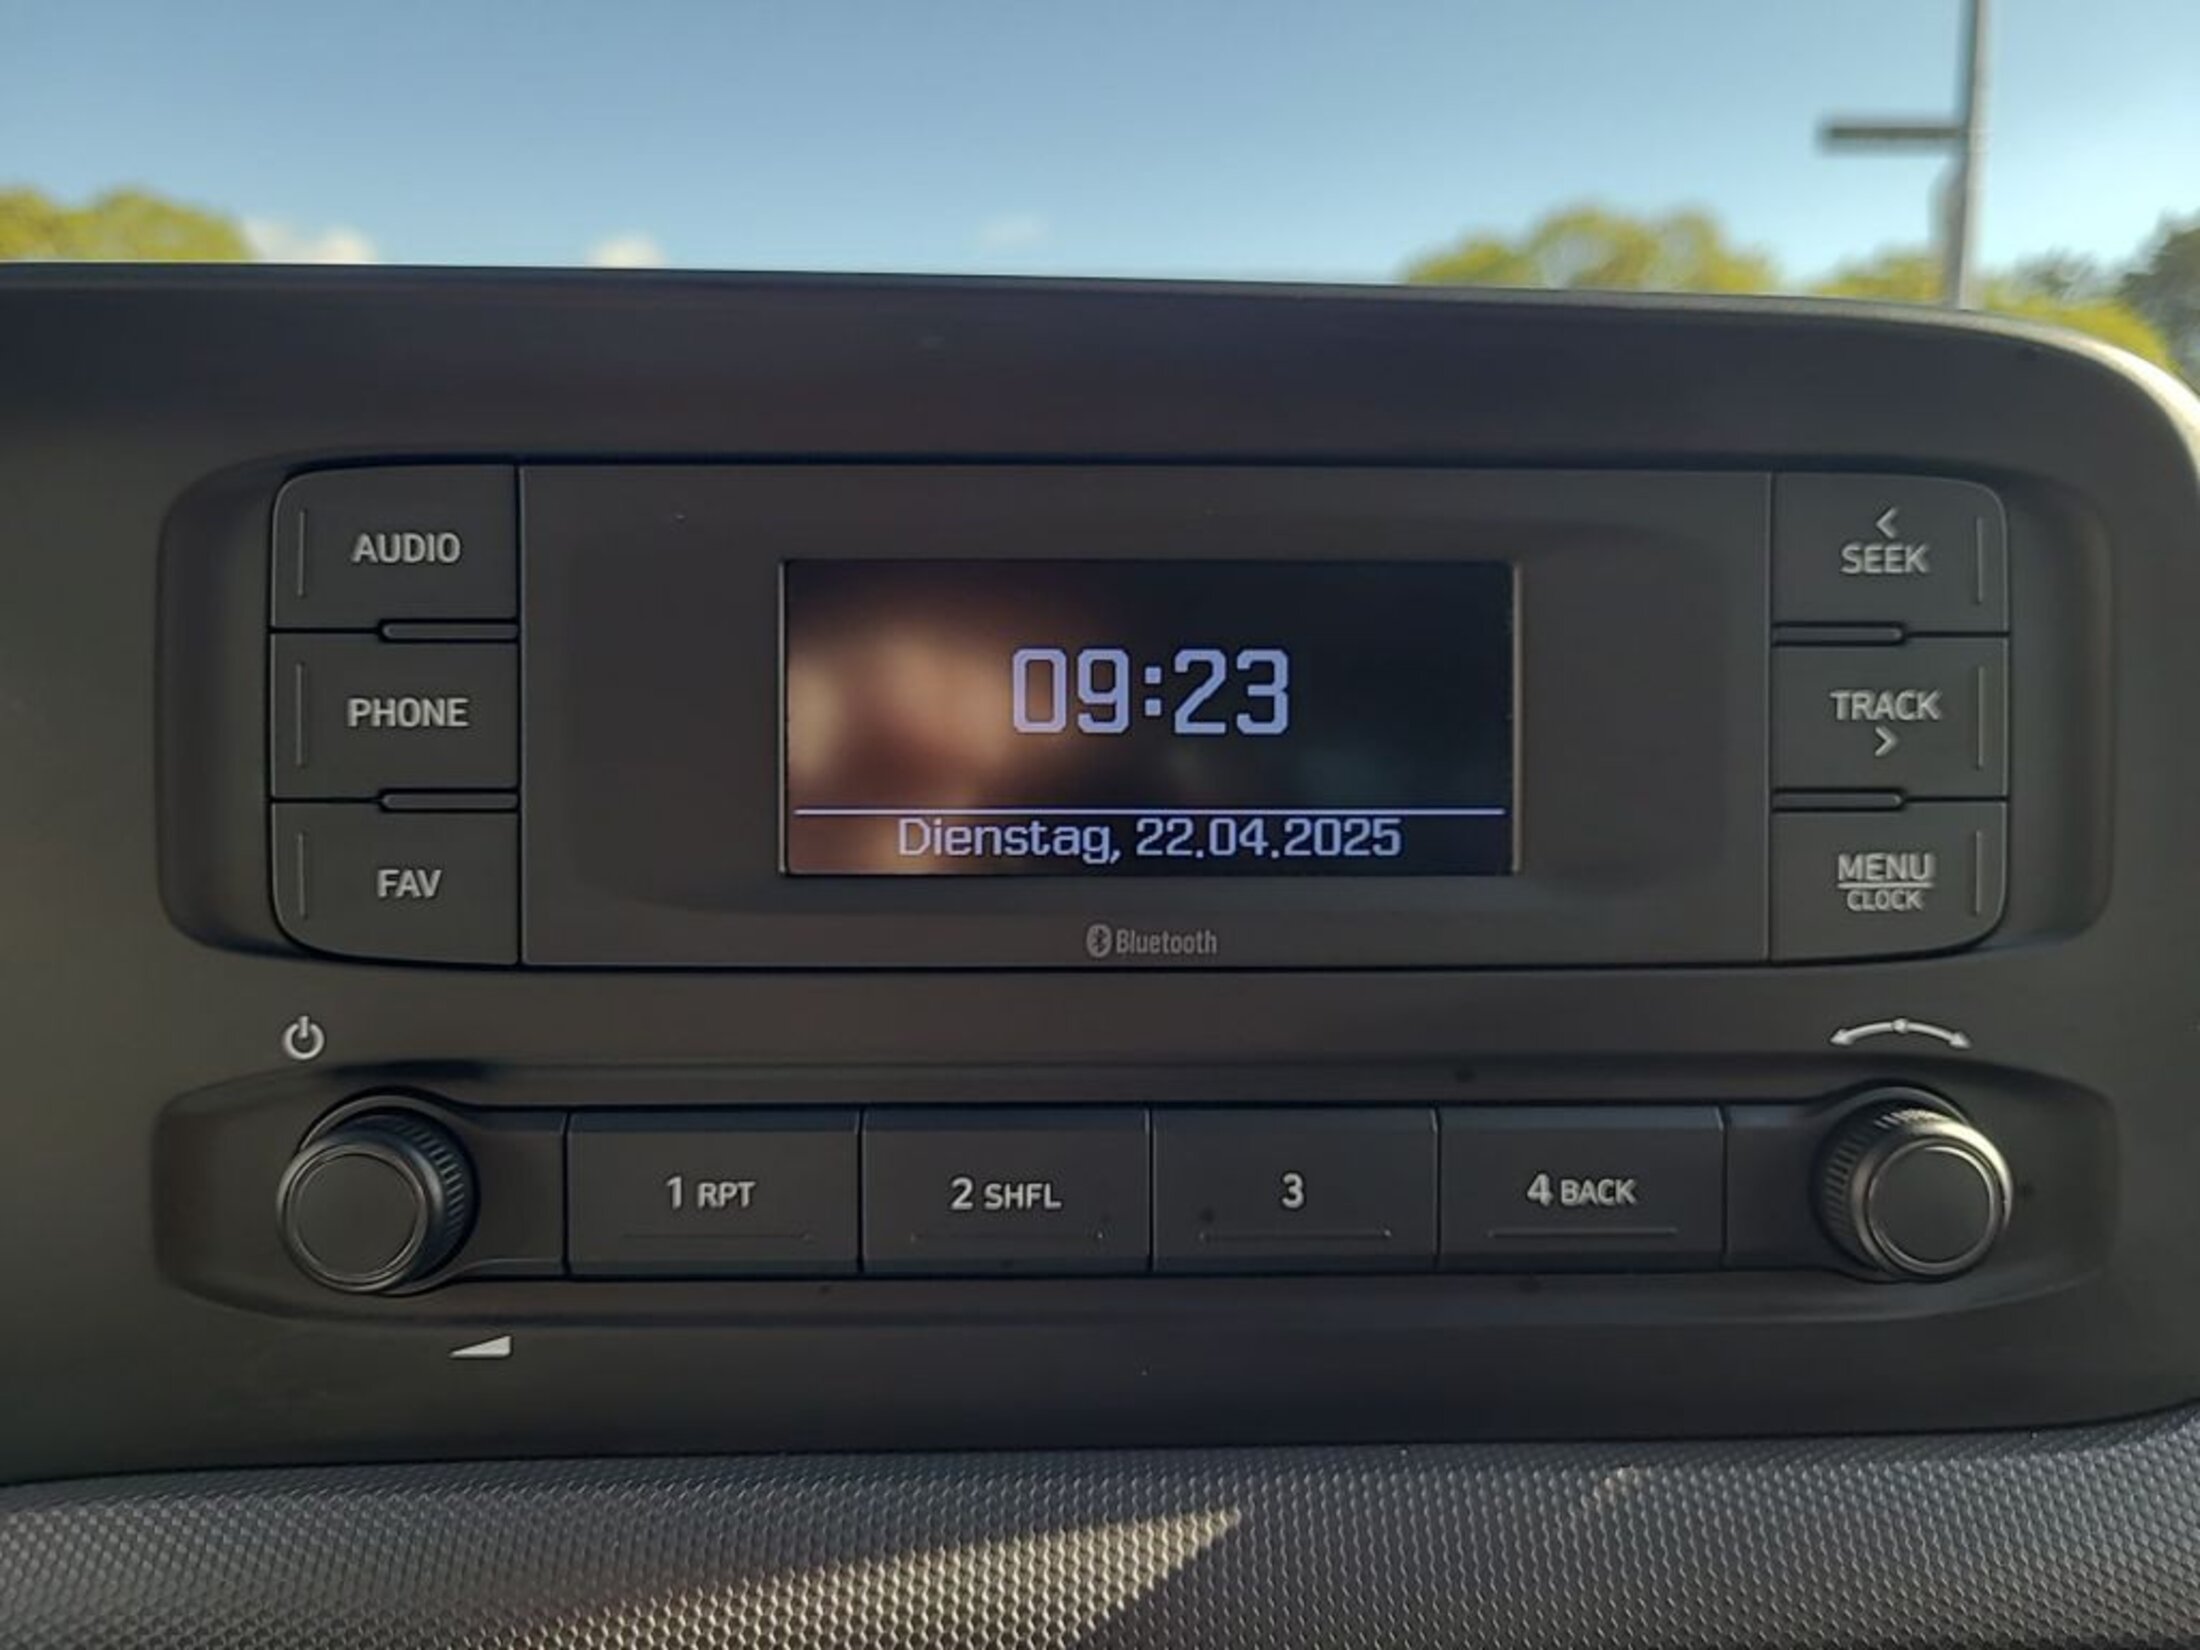 AUDIO
PHONE
FAV
09:23
Dienstag, 22.04.2025
Bluetooth
<
SEEK
TRACK
>
MENU
CLOCK
1 RPT
2 SHFL
3
4 BACK